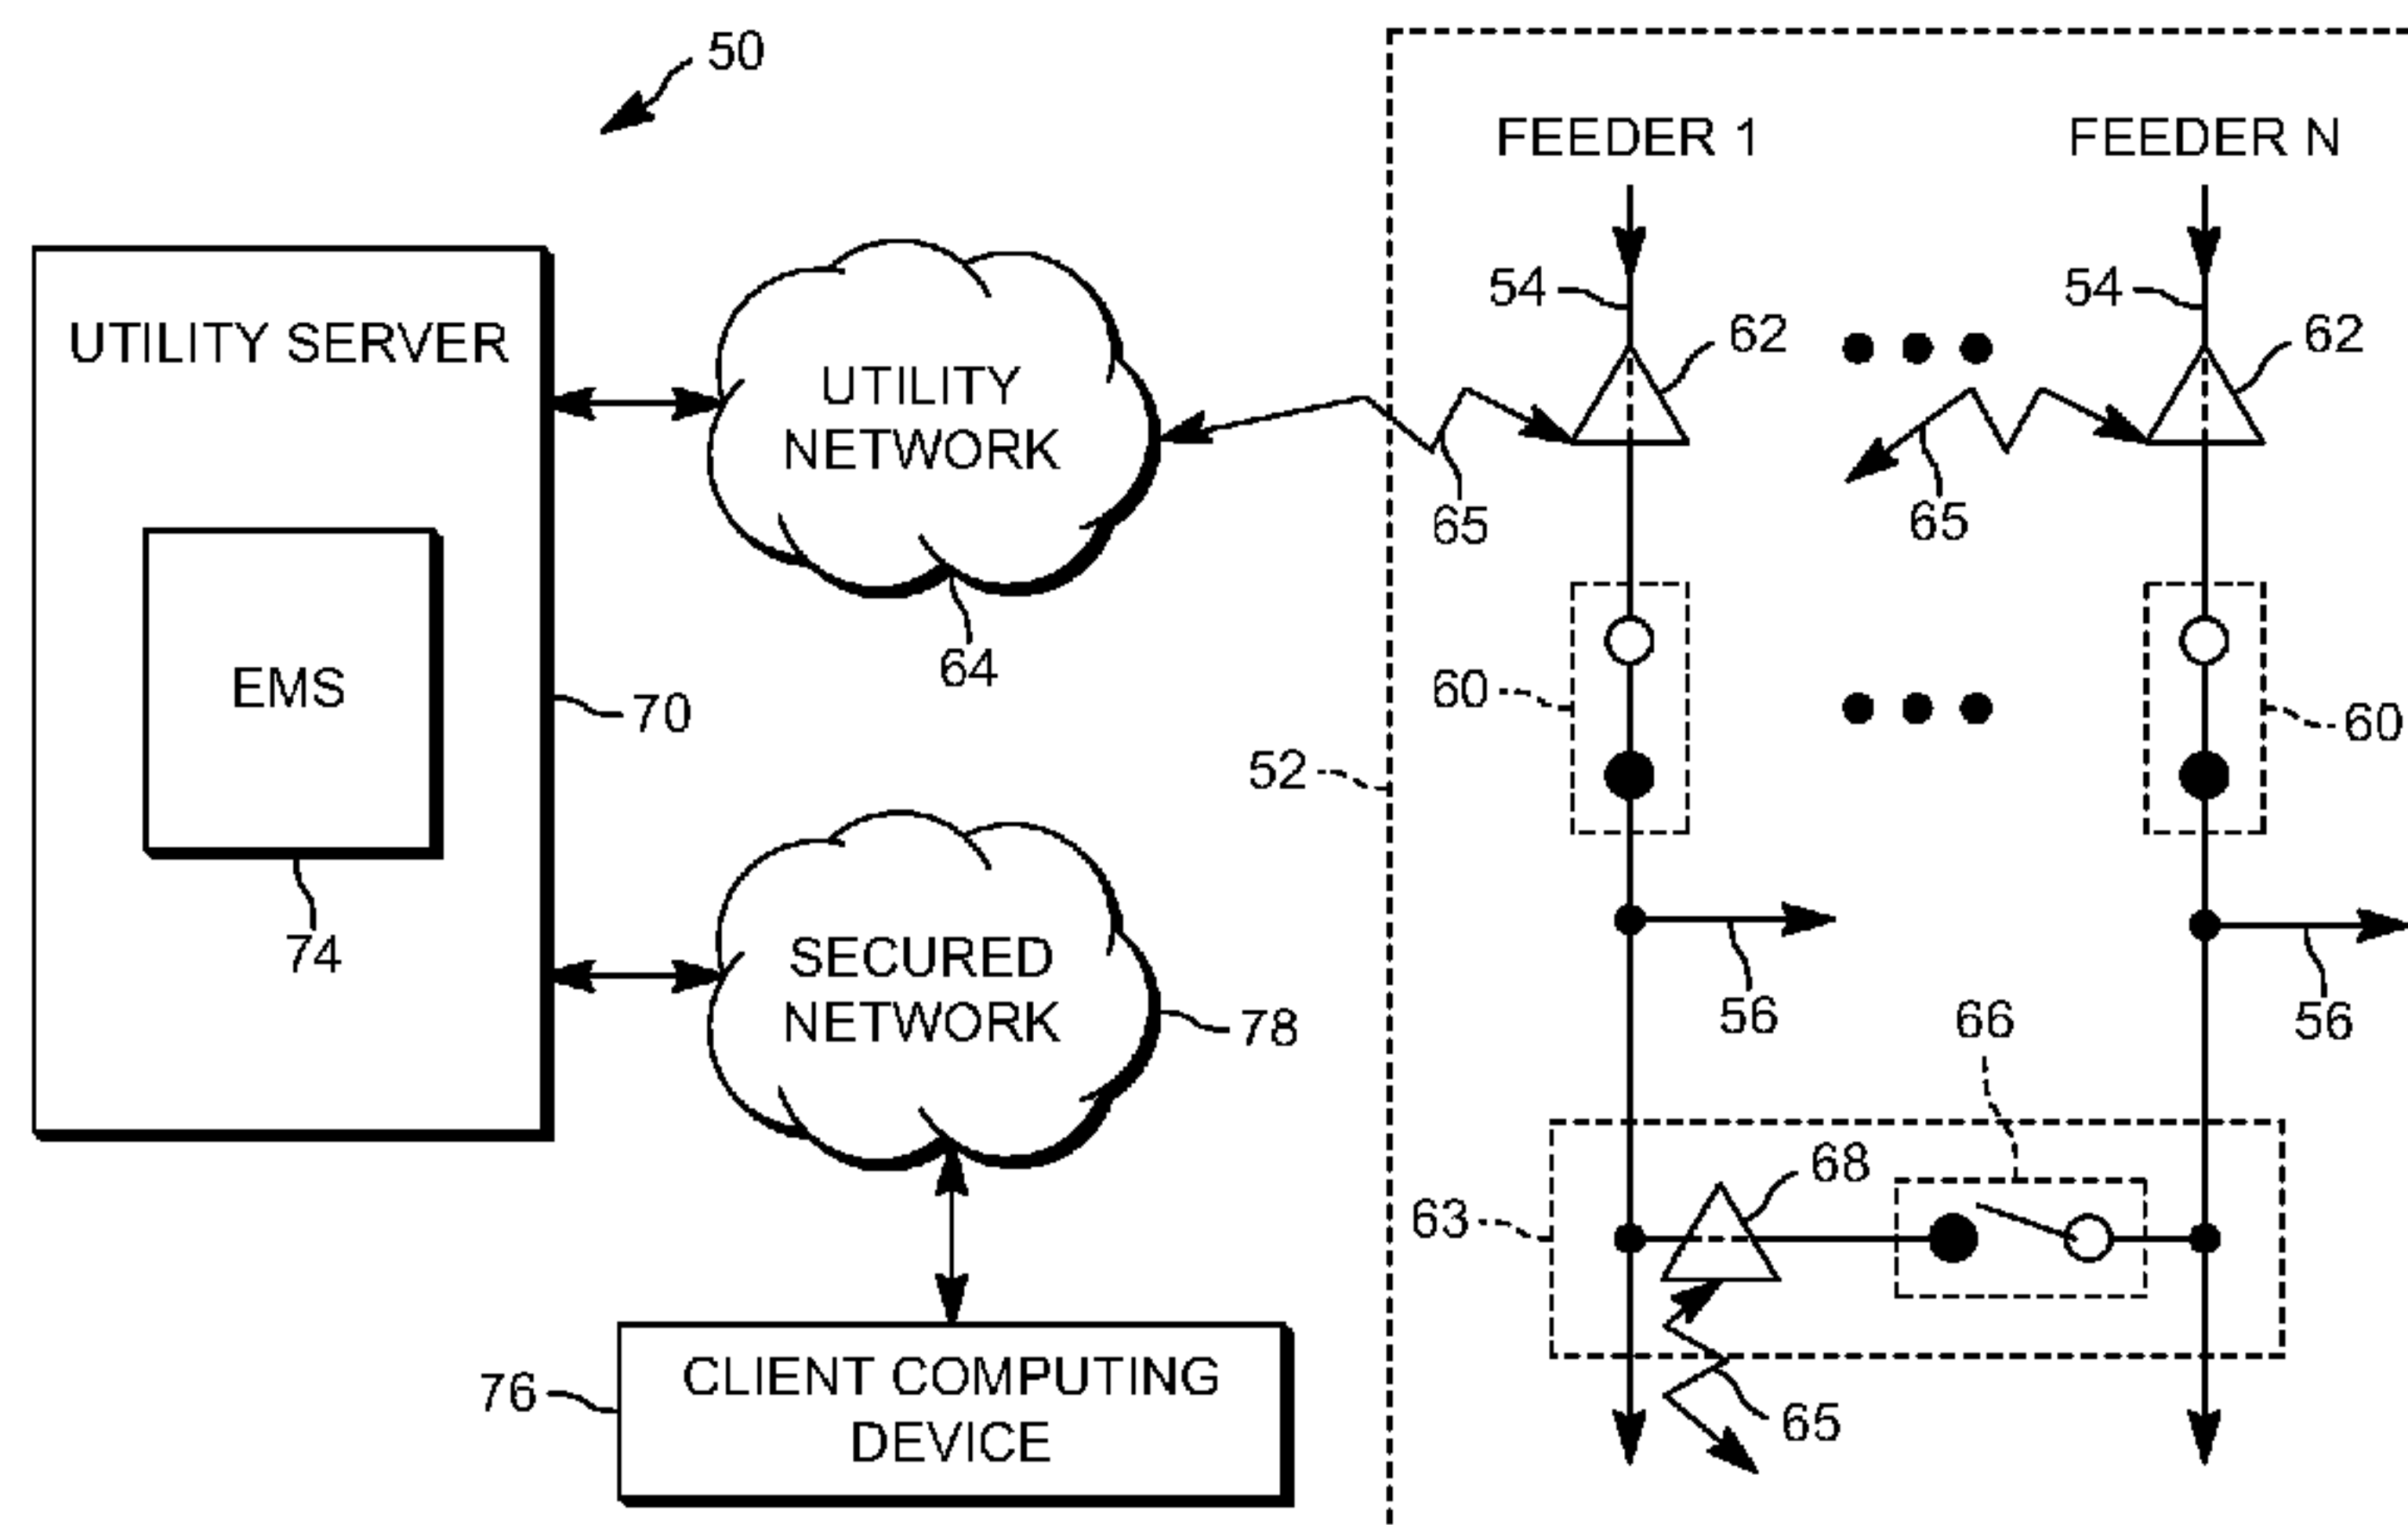 50
FEEDER 1
FEEDER N
54
62
54
62
UTILITY SERVER
UTILITY
NETWORK
65
65
64
EMS
70
60
60
52
74
SECURED
NETWORK
78
56
66
56
63
68
76
CLIENT COMPUTING
DEVICE
65